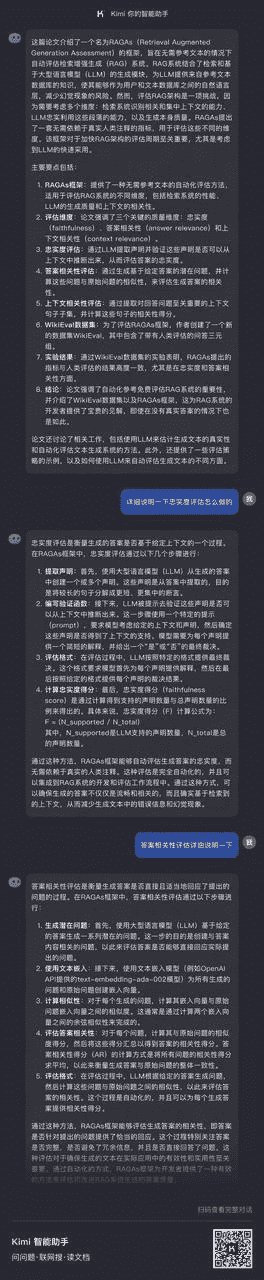 Kimi 你的智能助手
这篇论文介绍了一个名为RAGAs（Retrieval Augmented
Generation Assessment）的框架，旨在无需参考文本的情况下
自动评估检索增强生成（RAG）系统。RAG系统结合了检索和基
于大型语言模型（LLM）的生成模块，为LLM提供来自参考文本
数据库的知识，使其能够作为用户和文本数据库之间的自然语言
层，减少幻觉现象的风险。然而，评估RAG架构是一项挑战，因
为需要考虑多个维度：检索系统识别相关和集中上下文的能力、
LLM忠实利用这些段落的能力、以及生成本身质量。RAGAs提出
了一套无需依赖于真实人类注释的指标，用于评估这些不同的维
度。该框架对于加快RAG架构的评估周期至关重要，尤其是考虑
到LLM的快速采用。
主要要点包括：
1. RAGAs框架：提供了一种无需参考文本的自动化评估方法，
适用于评估RAG系统的不同维度，包括检索系统的性能、
LLM的生成质量和上下文的相关性。
2. 评估维度：论文强调了三个关键的质量维度：忠实度
（faithfulness）、答案相关性（answer relevance）和上
下文相关性（context relevance）。
3. 忠实度评估：通过LLM提取声明并验证这些声明是否可以从
上下文中推断出来，从而评估答案的忠实度。
4. 答案相关性评估：通过生成基于给定答案的潜在问题，并计
算这些问题与原始问题的相似性，来评估生成答案的相关
性。
5. 上下文相关性评估：通过提取对回答问题至关重要的上下文
句子子集，并计算这些句子的相关性得分。
6. WikiEval数据集：为了评估RAGAs框架，作者创建了一个新
的数据集WikiEval，其中包含了带有人类评估的问答三元
组。
7. 实验结果：通过WikiEval数据集的实验表明，RAGAs提出的
指标与人类评估的结果高度一致，尤其是在忠实度和答案相
关性方面。
8. 结论：论文强调了自动化参考免费评估RAG系统的重要性，
并介绍了WikiEval数据集以及RAGAs框架，这为RAG系统的
开发者提供了宝贵的见解，即使在没有真实答案的情况下也
是如此。
论文还讨论了相关工作，包括使用LLM来估计生成文本的真实性
和自动化评估文本生成系统的方法。此外，还提供了一些评估策
略的示例，以及如何使用LLM来自动评估生成文本的不同方面。
详细说明一下忠实度评估怎么做的
我
忠实度评估是衡量生成的答案是否基于给定上下文的一个过程。
在RAGAs框架中，忠实度评估通过以下几个步骤进行：
1. 提取声明：首先，使用大型语言模型（LLM）从生成的答案
中创建一个或多个声明。这些声明是从答案中提取的，目的
是将较长的句子分解成更短、更集中的断言。
2. 编写验证函数：接下来，LLM被提示去验证这些声明是否可
以从上下文中推断出来。这一步骤使用一个特定的提示
（prompt），要求模型考虑给定的上下文和声明，然后确定
这些声明是否得到了上下文的支持。模型需要为每个声明提
供一个简短的解释，并给出一个“是”或“否”的最终裁决。
3. 评估格式：在评估过程中，LLM按照特定的格式提供最终裁
决。这个格式要求模型首先为每个声明提供解释，然后在最
后按照给定的格式提供每个声明的裁决结果。
4. 计算忠实度得分：最后，忠实度得分（faithfulness
score）是通过计算得到支持的声明数量与总声明数量的比
例来得出的。具体来说，忠实度得分（F）计算公式为：
F = (N_supported / N_total)
其中，N_supported是LLM支持的声明数量，N_total是总
的声明数量。
通过这种方法，RAGAs框架能够自动评估生成答案的忠实度，而
无需依赖于真实的人类注释。这种评估是完全自动化的，并且可
以集成到RAG系统的开发和评估工作流程中。通过这种方式，可
以确保生成的答案不仅仅是流畅和相关的，而且确实基于检索到
的上下文，从而减少生成文本中的错误信息和幻觉现象。
答案相关性评估详细说明一下
我
答案相关性评估是衡量生成答案是否直接且适当地回应了提出的
问题的过程。在RAGAs框架中，答案相关性评估通过以下步骤进
行：
1. 生成潜在问题：首先，使用大型语言模型（LLM）基于给定
的答案生成一系列潜在的问题。这一步的目的是创建与答案
内容相关的问题，以此来评估答案是否能够直接回应实际提
出的问题。
2. 使用文本嵌入：接下来，使用文本嵌入模型（例如OpenAI
API提供的text-embedding-ada-002模型）为所有生成的
问题和原始问题创建嵌入向量。
3. 计算相似性：对于每个生成的问题，计算其嵌入向量与原始
问题嵌入向量之间的相似度。这通常是通过计算两个嵌入向
量之间的余弦相似性来完成的。
4. 评估答案相关性：对于每个问题，计算其与原始问题的相似
度得分，然后将这些得分汇总以得到答案的相关性得分。答
案相关性得分（AR）的计算方式是将所有问题的相关性得分
求平均，以此来衡量生成答案与原始问题的整体一致性。
5. 评估格式：在评估过程中，LLM根据给定的答案生成问题，
然后计算这些问题与原始问题之间的相似性，以此来评估答
案的相关性。这个过程是自动化的，并且可以为每个生成答
案提供相关性得分。
通过这种方法，RAGAs框架能够评估生成答案的相关性，即答案
是否针对提出的问题提供了恰当的回应。这个过程特别关注答案
是否完整，是否避免了冗余信息，并且是否直接回答了问题。这
种评估对于确保生成的文本在实际应用中的有效性和实用性至关
重要。通过自动化的方式，RAGAs框架为开发者提供了一种有效
扫码查看完整对话
Kimi 智能助手
问问题·联网搜·读文档